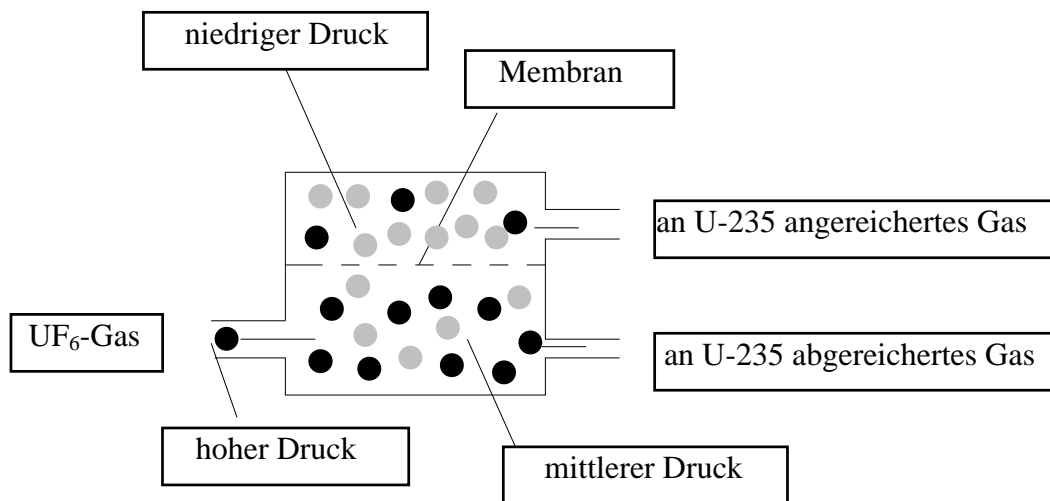 niedriger Druck
Membran
an U-235 angereichertes Gas
UF₆-Gas
an U-235 abgereichertes Gas
hoher Druck
mittlerer Druck